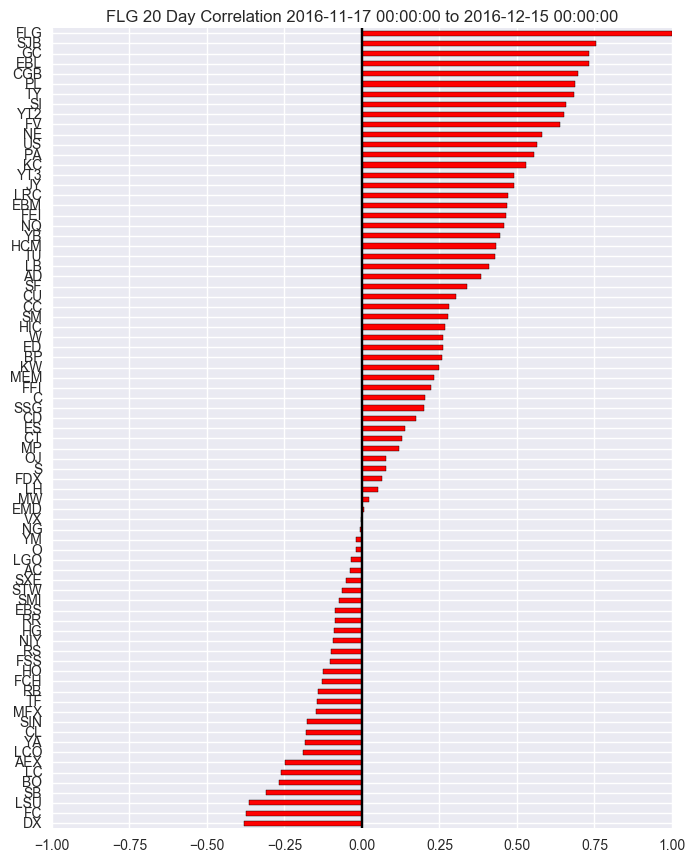 FLG 20 Day Correlation 2016-11-17 00:00:00 to 2016-12-15 00:00:00
FLG
SJB
GC
EBL
CGB
PL
TY
SI
YT2
FV
NE
US
PA
KC
YT3
JY
LRC
EBM
FEI
NQ
YB
HCM
TU
LB
AD
SF
CU
CC
SM
HIC
W
ED
BP
KW
MEM
FFI
C
SSG
CD
ES
CT
MP
OJ
S
FDX
LH
MW
EMD
VX
NG
YM
O
LGO
AC
SXE
STW
SMI
EBS
RR
HG
NIY
RS
FSS
HO
FCH
RB
TF
MFX
SIN
CL
YA
LCO
AEX
LC
BO
SB
LSU
FC
DX
−1.00 −0.75 −0.50 −0.25 0.00 0.25 0.50 0.75 1.00